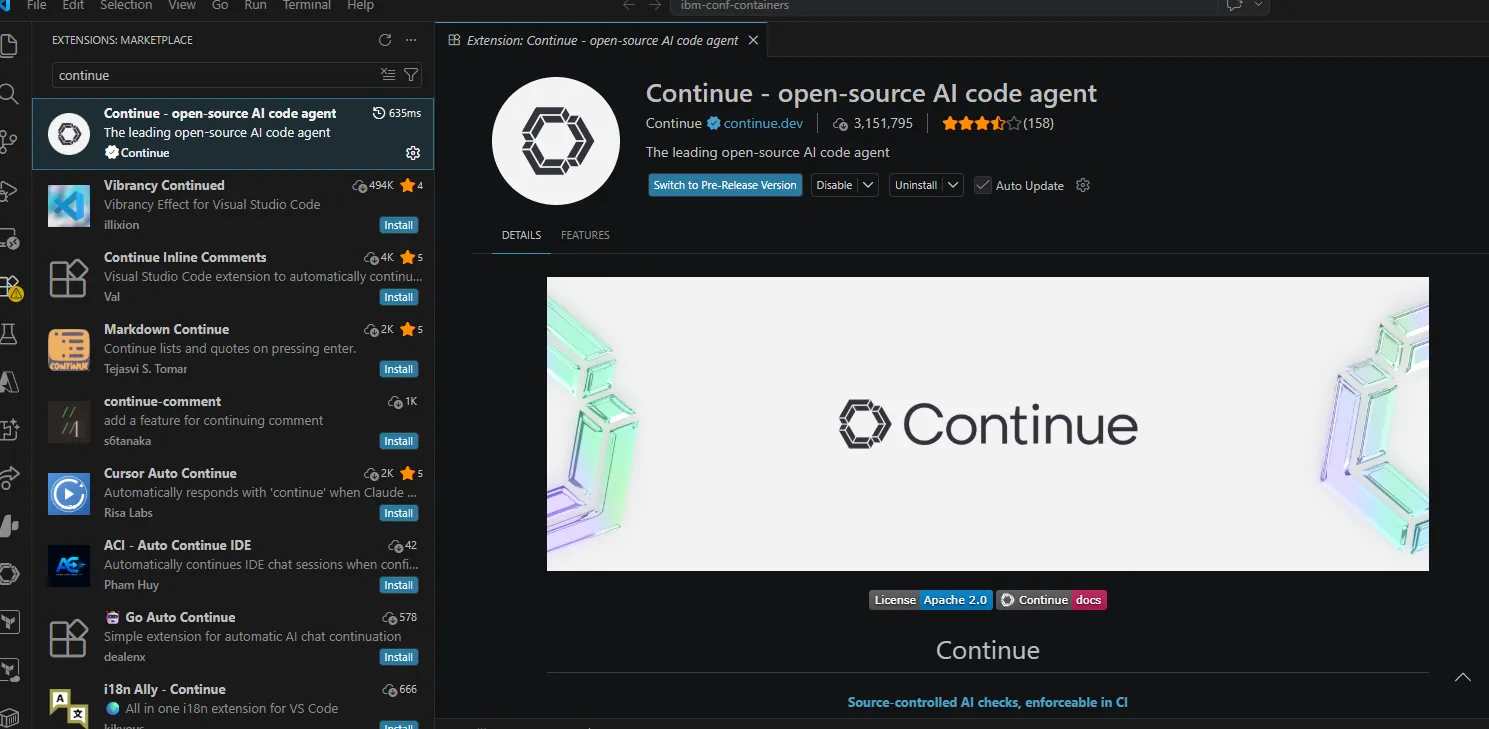 File Edit Selection View Go Run Terminal Help
ibm-conf-containers
EXTENSIONS: MARKETPLACE
continue
Continue - open-source AI code agent 635ms
The leading open-source AI code agent
Continue
Vibrancy Continued 494K 4
Vibrancy Effect for Visual Studio Code
illixion
Install
Continue Inline Comments 4K 5
Visual Studio Code extension to automatically continu...
Val
Install
Markdown Continue 2K 5
Continue lists and quotes on pressing enter.
Tejasvi S. Tomar
Install
continue-comment 1K
add a feature for continuing comment
s6tanaka
Install
Cursor Auto Continue 2K 5
Automatically responds with 'continue' when Claude ...
Risa Labs
Install
ACI - Auto Continue IDE 42
Automatically continues IDE chat sessions when confi...
Pham Huy
Install
Go Auto Continue 578
Simple extension for automatic AI chat continuation
dealenx
Install
i18n Ally - Continue 666
All in one i18n extension for VS Code
Install
Extension: Continue - open-source AI code agent
Continue - open-source AI code agent
Continue continue.dev 3,151,795 (158)
The leading open-source AI code agent
Switch to Pre-Release Version Disable Uninstall Auto Update
DETAILS FEATURES
Continue
License Apache 2.0 Continue docs
Continue
Source-controlled AI checks, enforceable in CI